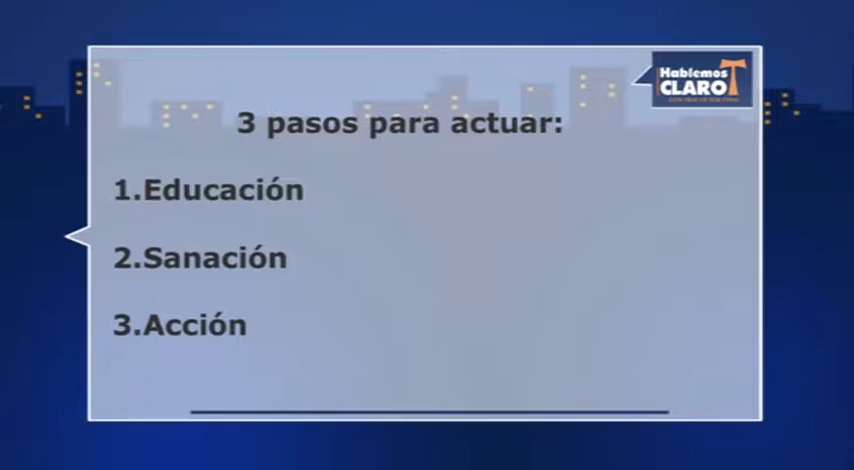 Hablemos
CLARO
3 pasos para actuar:
1.Educación
2.Sanación
3.Acción